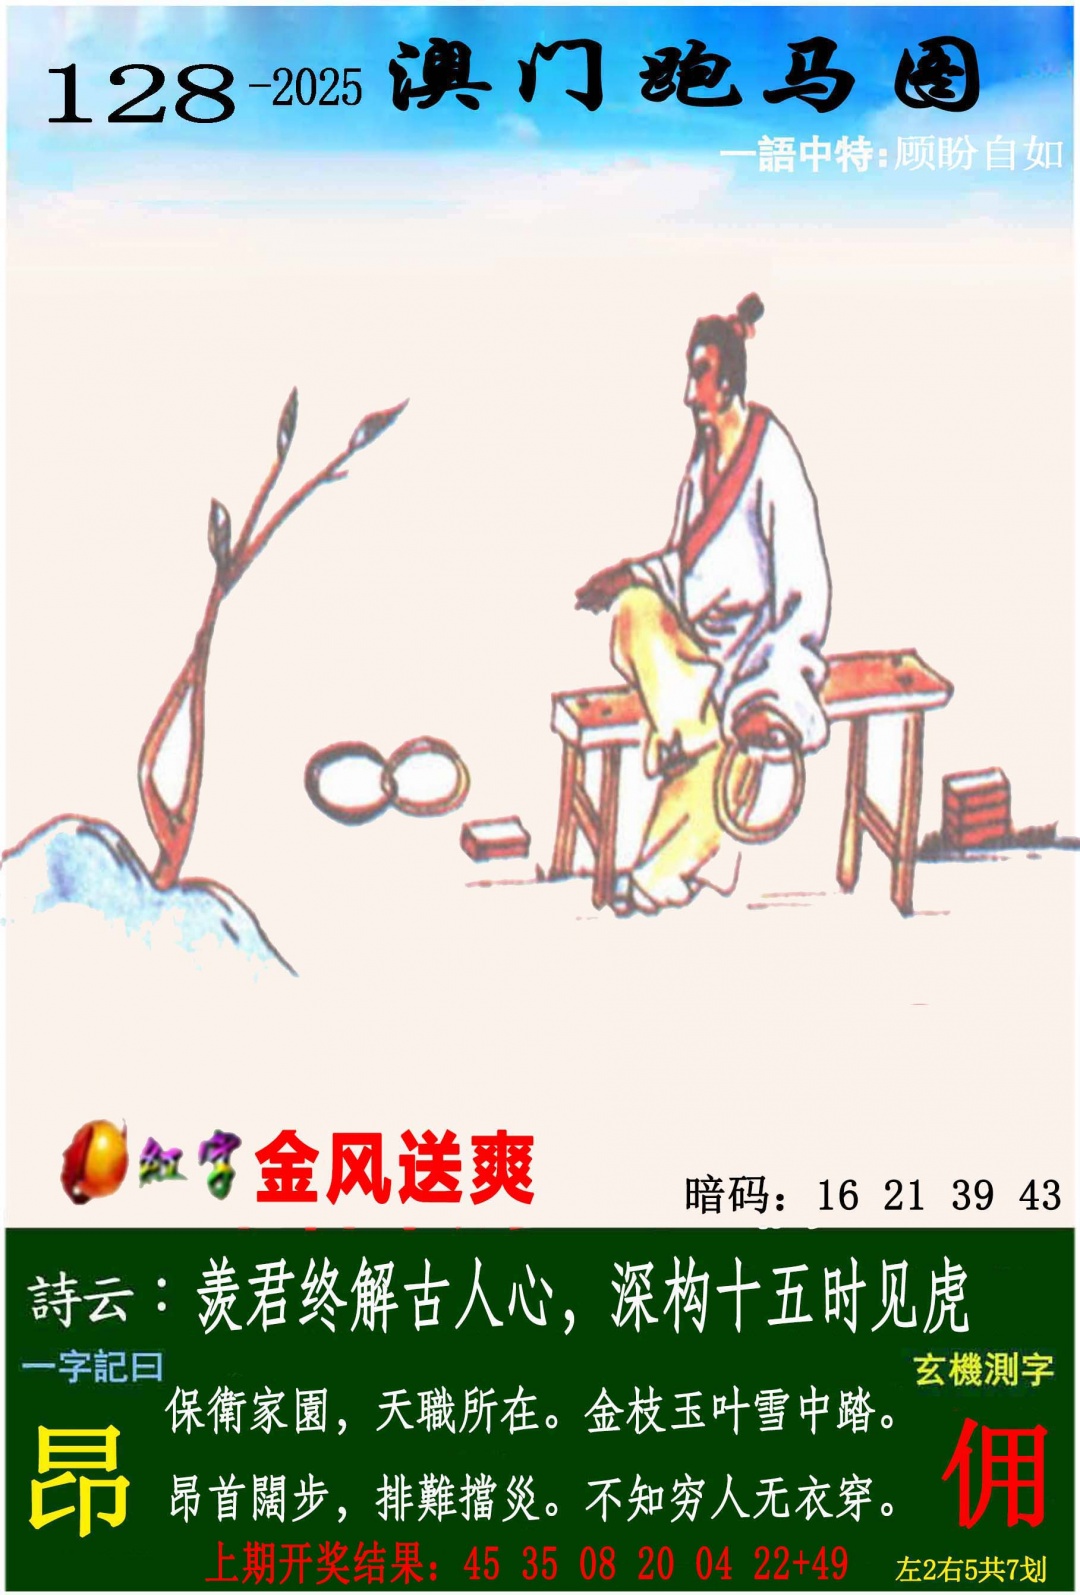 128-2025 澳门跑马图
一語中特:顾盼自如
红字 金风送爽
暗码：16 21 39 43
詩云：羡君终解古人心，深构十五时见虎
一字記曰
玄機測字
保衛家園，天職所在。金枝玉叶雪中踏。
昂
佣
昂首闊步，排難擋災。不知穷人无衣穿。
上期开奖结果：45 35 08 20 04 22+49
左2右5共7划